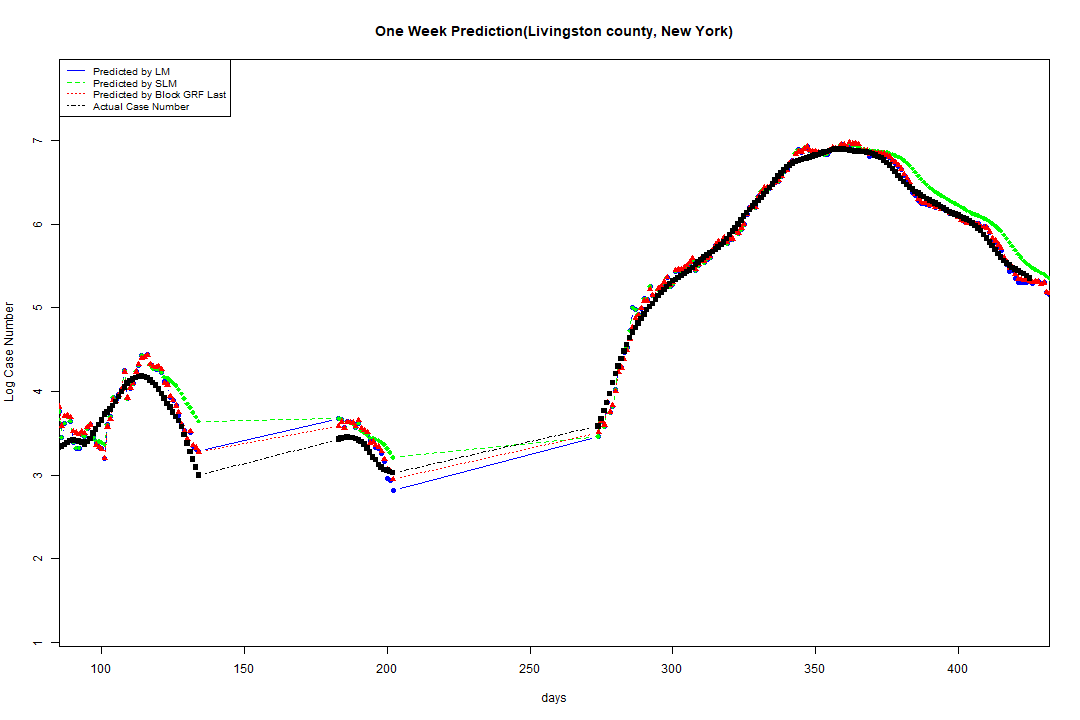 One Week Prediction(Livingston county, New York)
Predicted by LM
Predicted by SLM
Predicted by Block GRF Last
Actual Case Number
7
6
5
4
3
2
1
Log Case Number
100 150 200 250 300 350 400
days